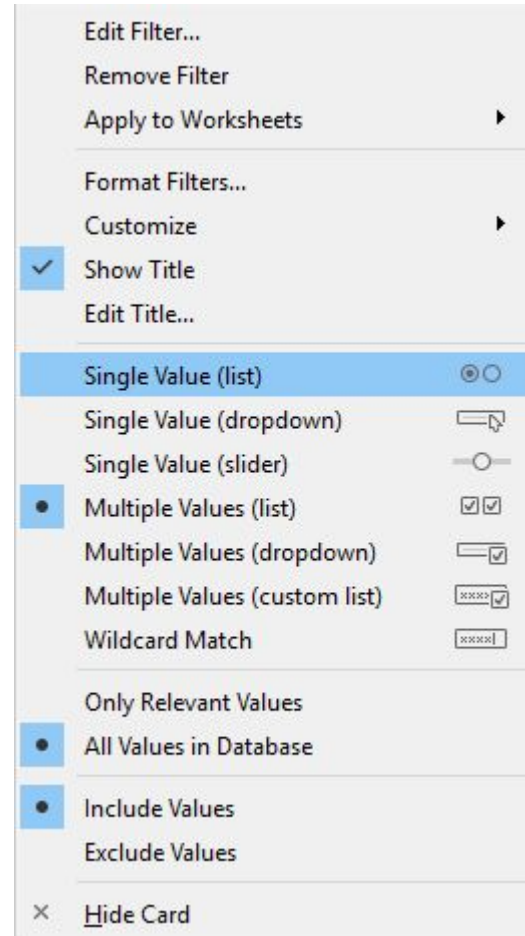 Edit Filter...
Remove Filter
Apply to Worksheets
Format Filters...
Customize
Show Title
Edit Title...
Single Value (list)
Single Value (dropdown)
Single Value (slider)
Multiple Values (list)
Multiple Values (dropdown)
Multiple Values (custom list)
Wildcard Match
Only Relevant Values
All Values in Database
Include Values
Exclude Values
Hide Card